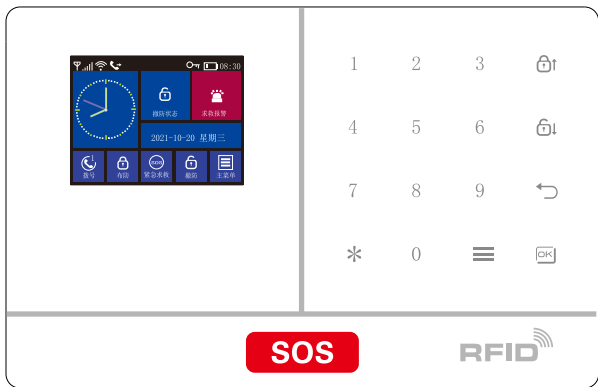 08:30
撤防状态
求救报警
2021-10-20 星期三
拨号
布防
SOS
紧急求救
撤防
主菜单
1 2 3
4 5 6
7 8 9
* 0
OK
SOS
RFID